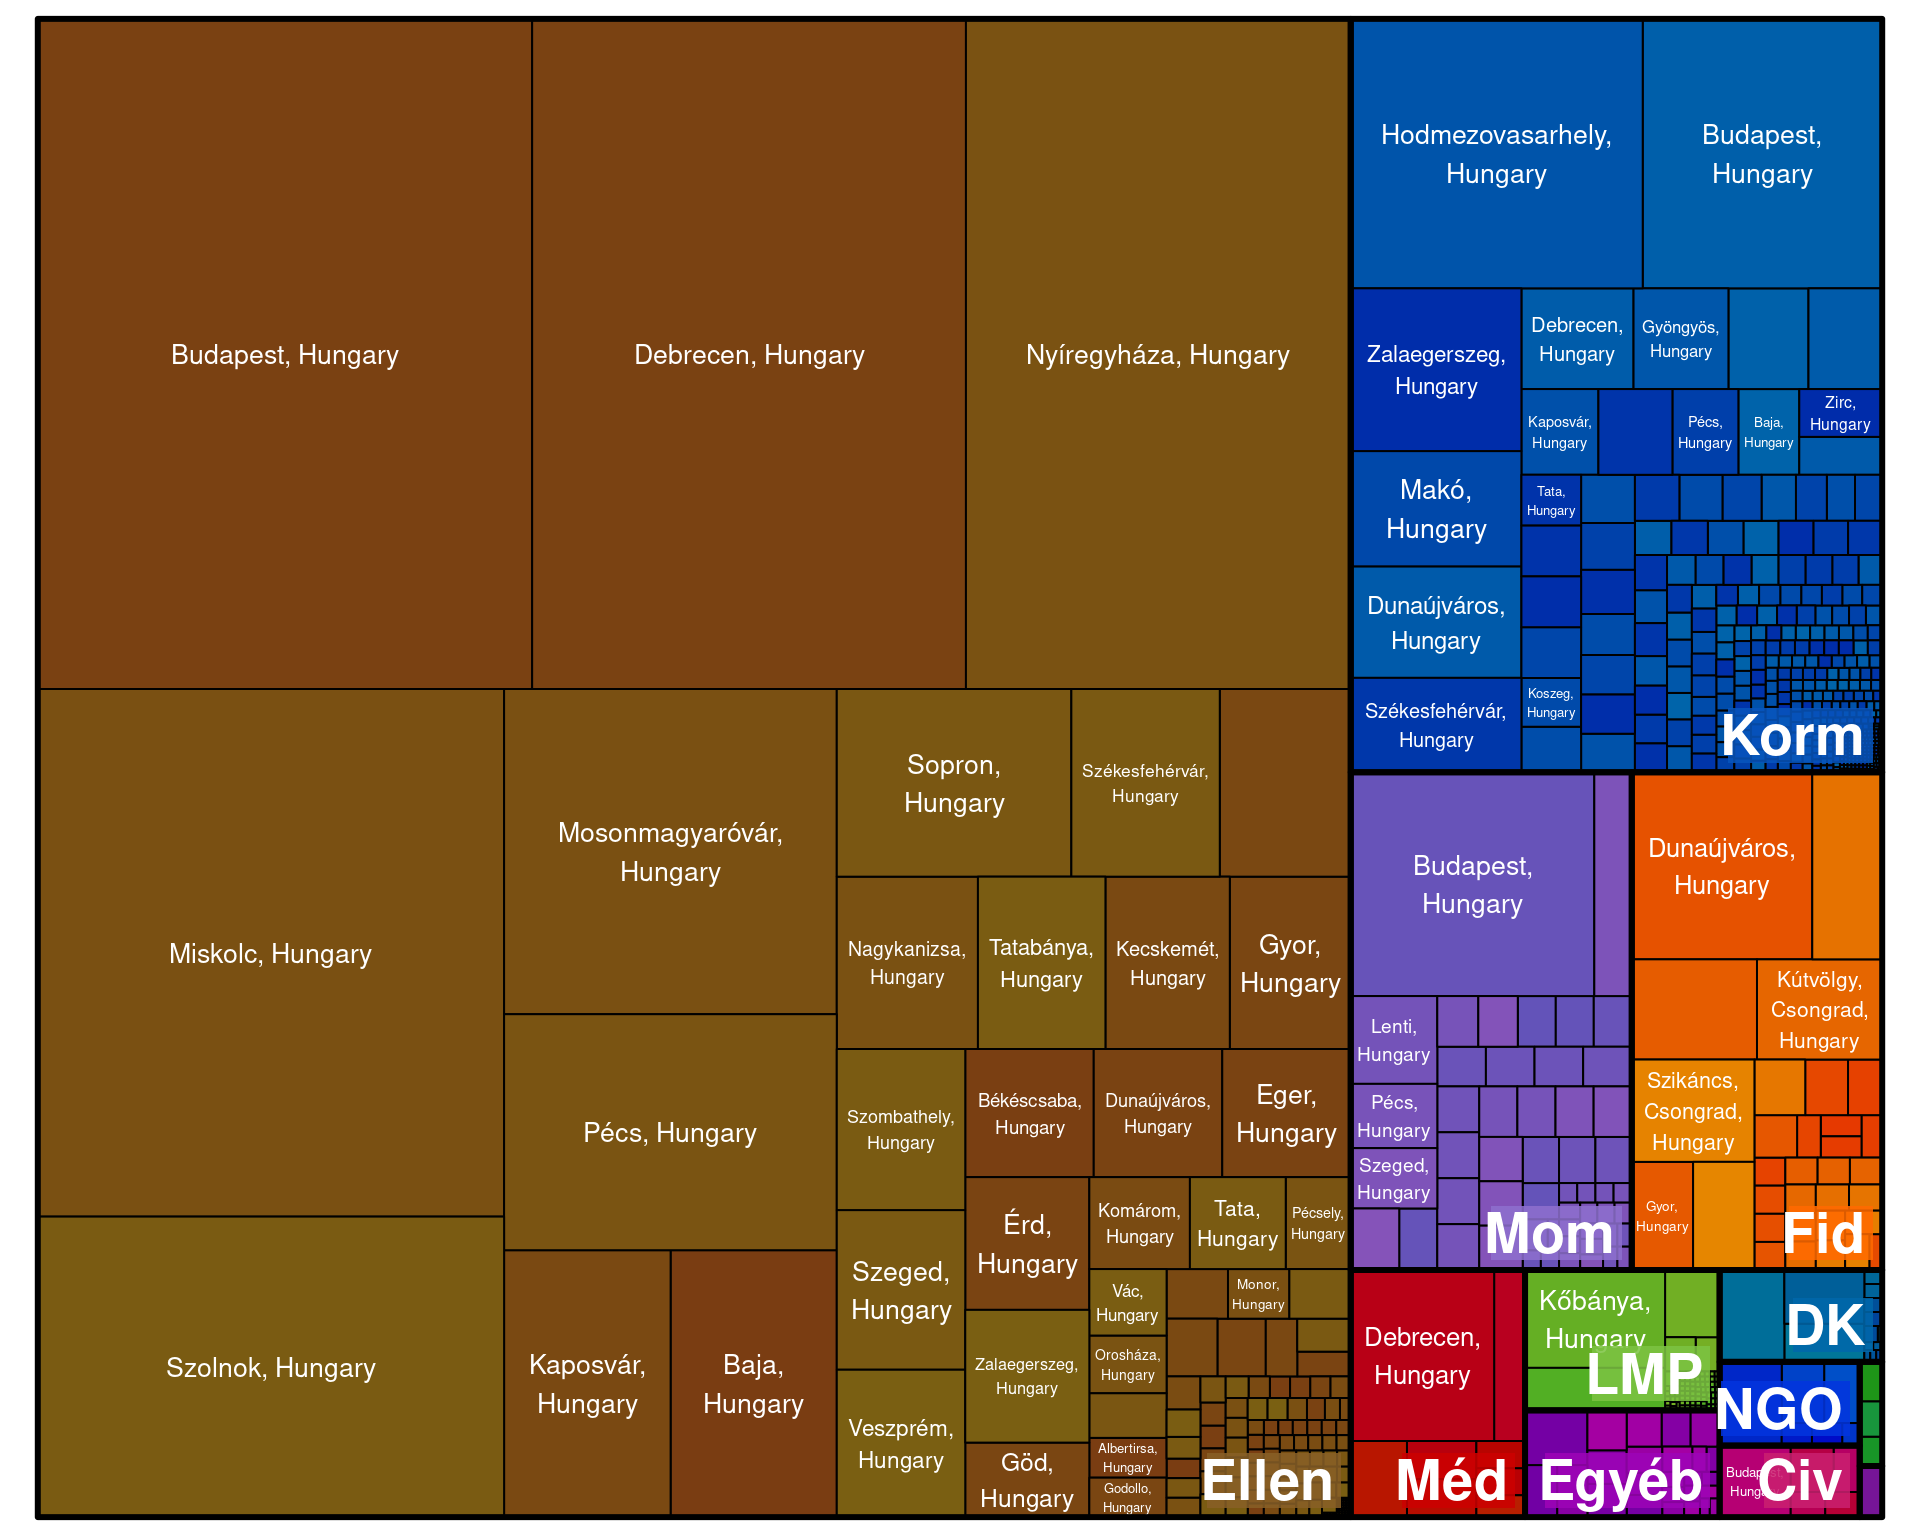 Budapest, Hungary
Debrecen, Hungary
Nyíregyháza, Hungary
Miskolc, Hungary
Szolnok, Hungary
Mosonmagyaróvár,
Hungary
Pécs, Hungary
Kaposvár,
Hungary
Baja,
Hungary
Sopron,
Hungary
Székesfehérvár,
Hungary
Nagykanizsa,
Hungary
Tatabánya,
Hungary
Kecskemét,
Hungary
Gyor,
Hungary
Szombathely,
Hungary
Szeged,
Hungary
Veszprém,
Hungary
Békéscsaba,
Hungary
Dunaújváros,
Hungary
Eger,
Hungary
Érd,
Hungary
Zalaegerszeg,
Hungary
Göd,
Hungary
Komárom,
Hungary
Tata,
Hungary
Pécsely,
Hungary
Vác,
Hungary
Monor,
Hungary
Orosháza,
Hungary
Albertirsa,
Hungary
Godollo,
Hungary
Ellen
Hodmezovasarhely,
Hungary
Budapest,
Hungary
Zalaegerszeg,
Hungary
Makó,
Hungary
Dunaújváros,
Hungary
Székesfehérvár,
Hungary
Debrecen,
Hungary
Gyöngyös,
Hungary
Kaposvár,
Hungary
Pécs,
Hungary
Baja,
Hungary
Zirc,
Hungary
Tata,
Hungary
Koszeg,
Hungary
Korm
Budapest,
Hungary
Lenti,
Hungary
Pécs,
Hungary
Szeged,
Hungary
Mom
Dunaújváros,
Hungary
Kútvölgy,
Csongrad,
Hungary
Szikáncs,
Csongrad,
Hungary
Gyor,
Hungary
Fid
Debrecen,
Hungary
Méd
Kőbánya,
Hungary
LMP
Egyéb
DK
NGO
Budapest,
Hungary
Civ